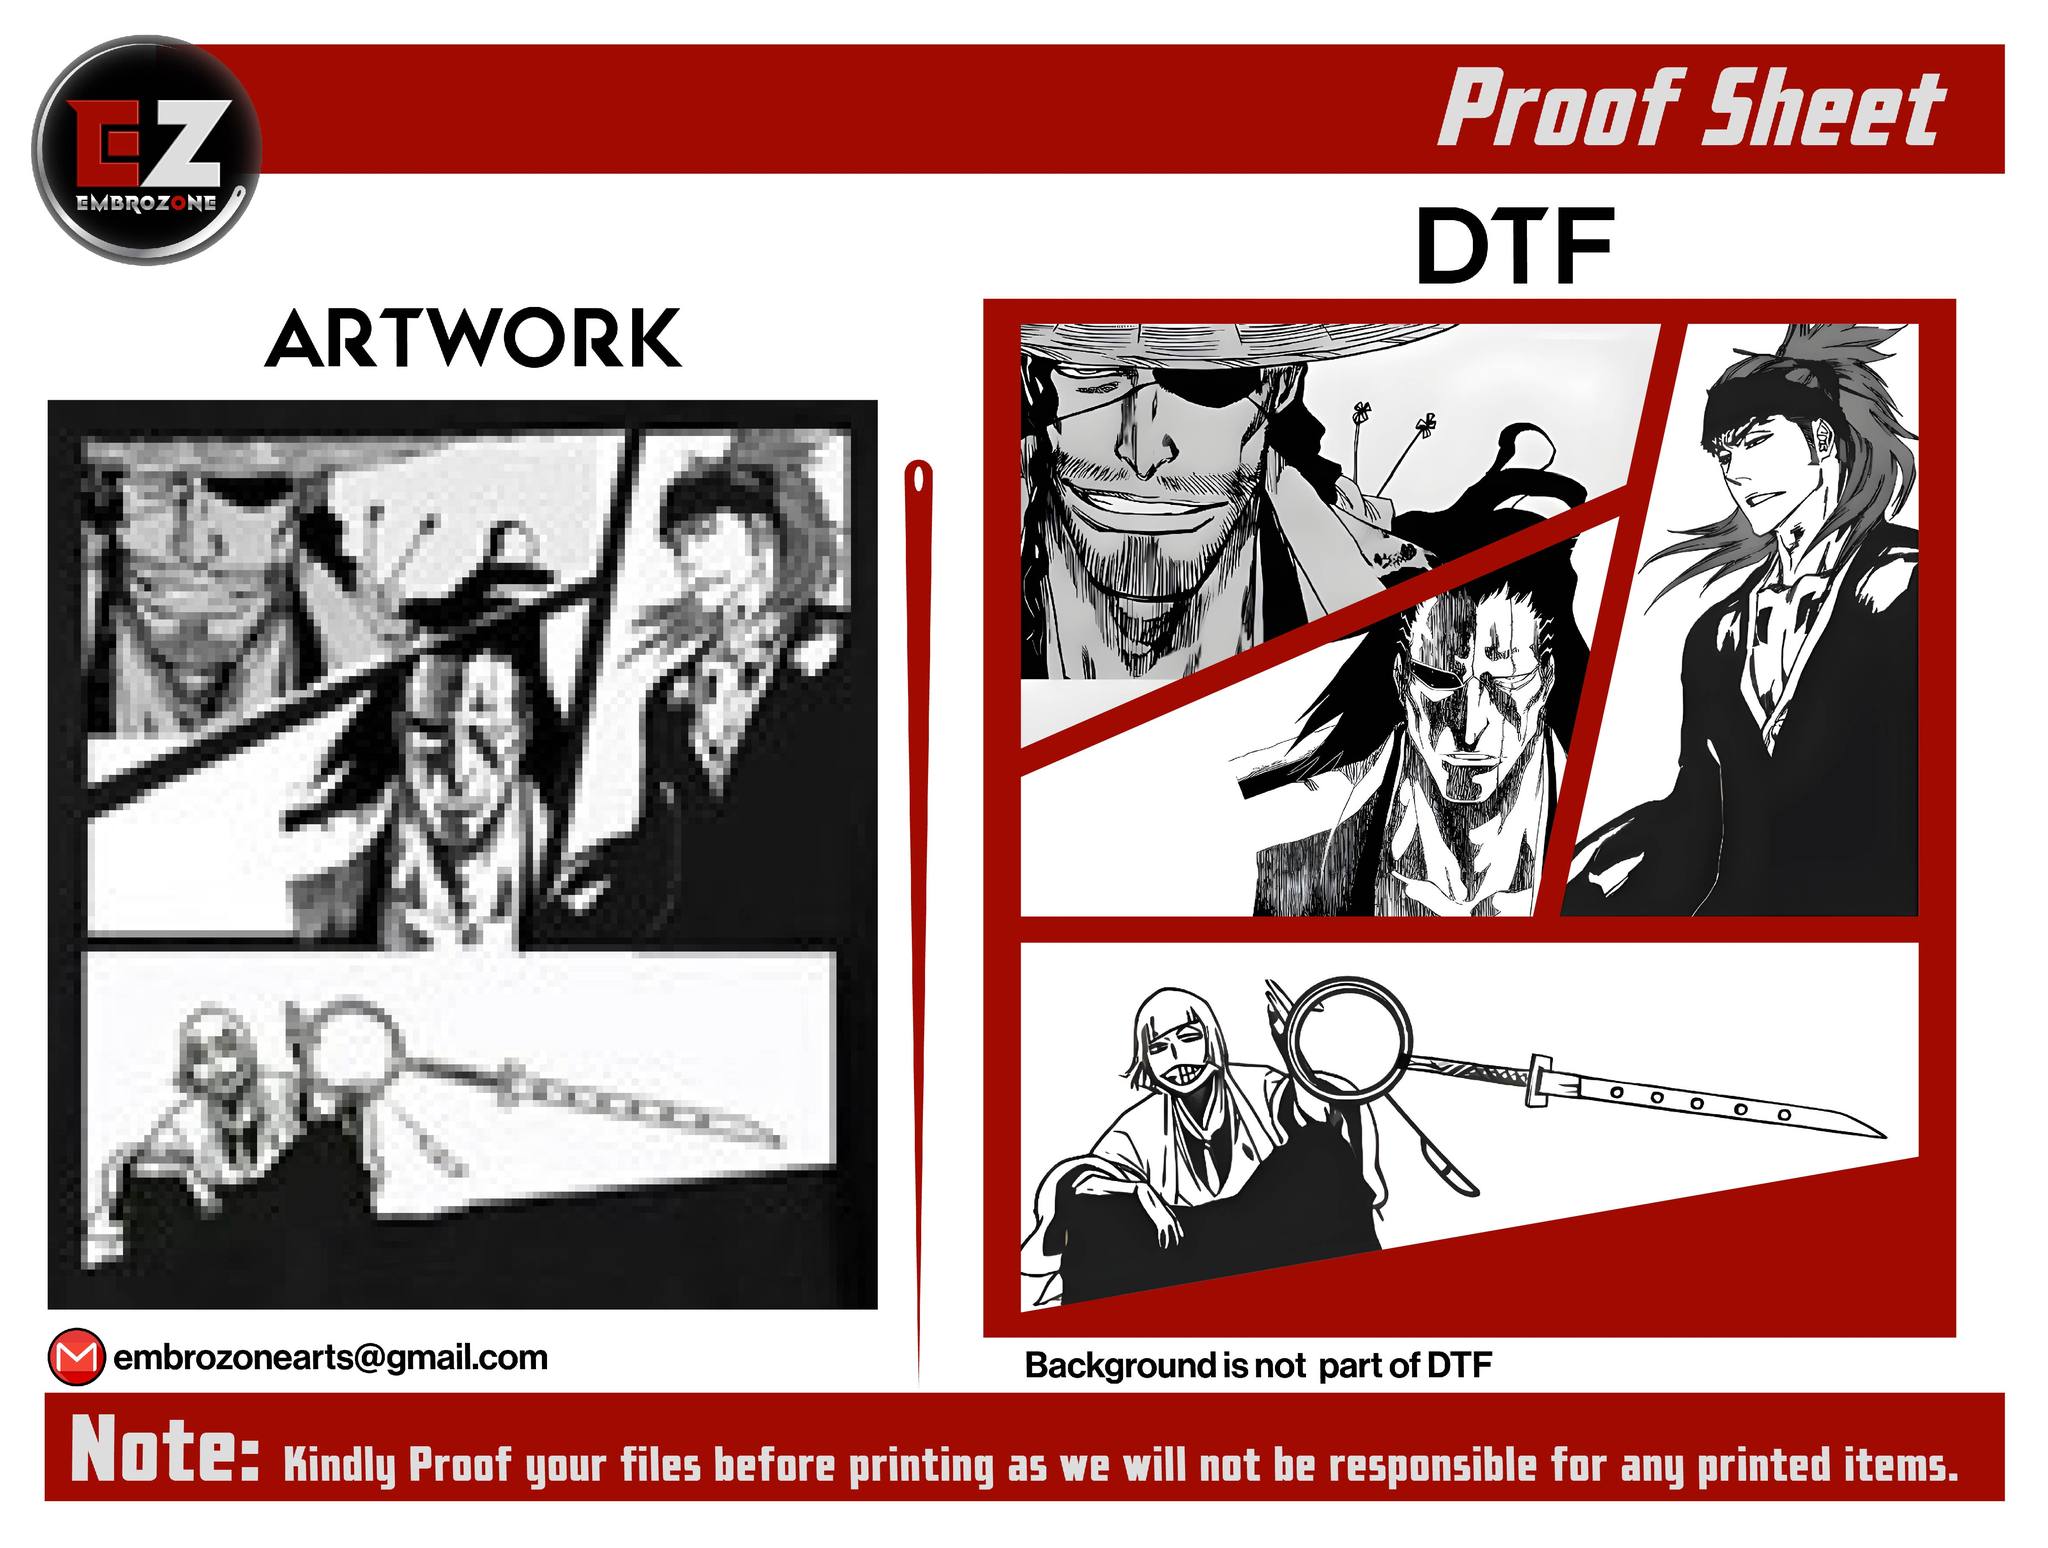 EZ
EMBROZONE
Proof Sheet
DTF
ARTWORK
embrozonearts@gmail.com
Background is not part of DTF
Note: Kindly Proof your files before printing as we will not be responsible for any printed items.